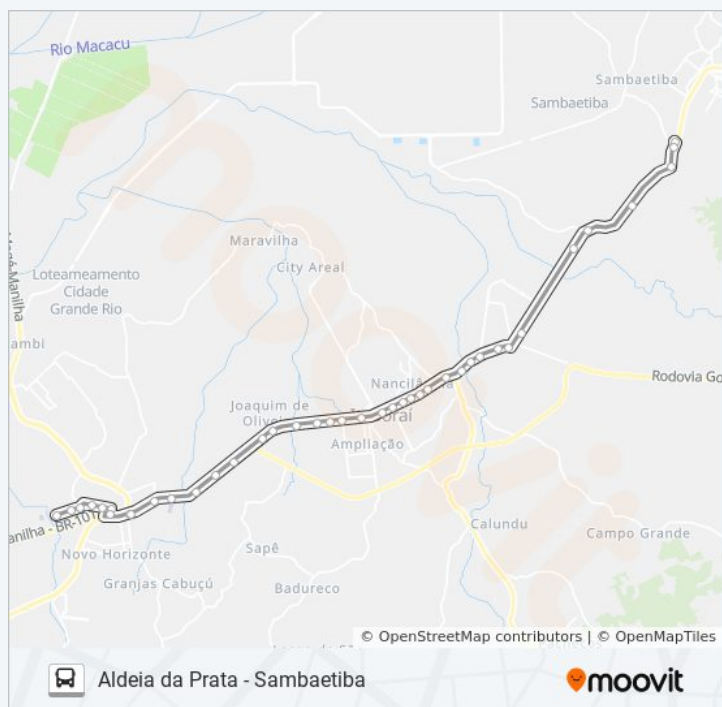 Rio Macacu
Sambaetiba
Sambaetiba
Maravilha
City Areal
Loteameamento
Cidade
Grande Rio
Magé-Manilha
ambi
Rodovia Go
Joaquim de
Oliveira
Ampliação
Calundu
Campo Grande
anilha - BR-101
Novo Horizonte
Sapê
Granjas Cabuçú
Badureco
© OpenStreetMap contributors | © OpenMapTiles
Aldeia da Prata - Sambaetiba
moovit